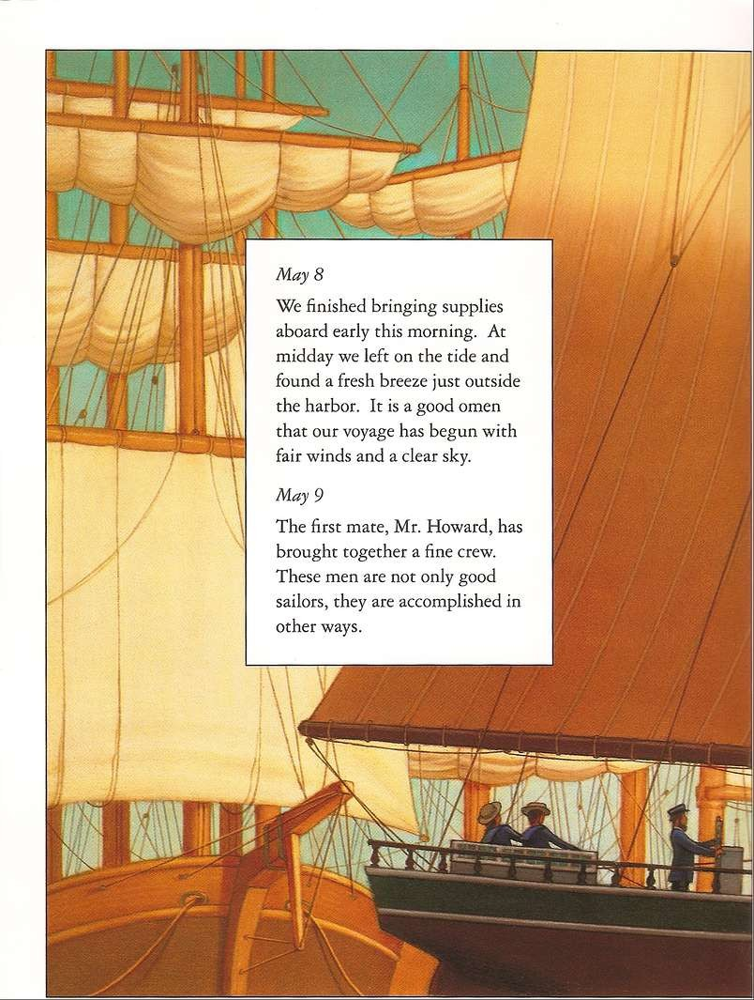 May 8
We finished bringing supplies
aboard early this morning.  At
midday we left on the tide and
found a fresh breeze just outside
the harbor.  It is a good omen
that our voyage has begun with
fair winds and a clear sky.
May 9
The first mate, Mr. Howard, has
brought together a fine crew.
These men are not only good
sailors, they are accomplished in
other ways.